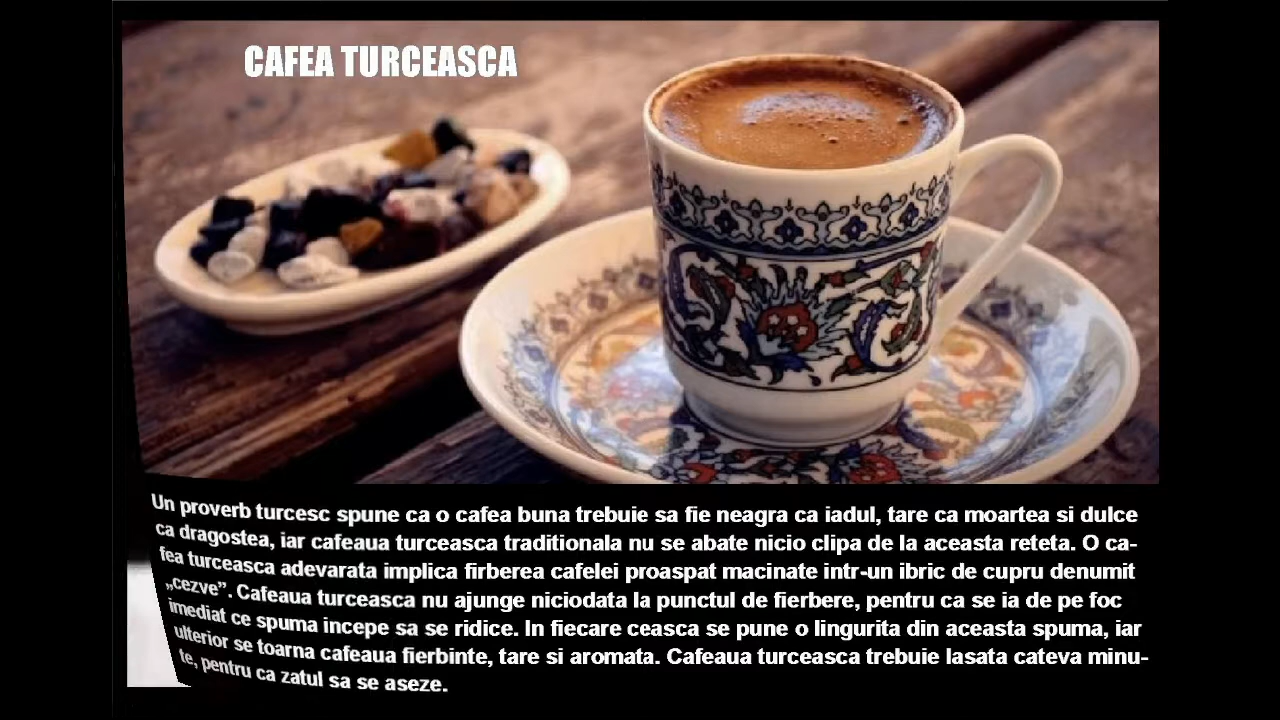 CAFEA TURCEASCA
Un proverb turcesc spune ca o cafea buna trebuie sa fie neagra ca iadul, tare ca moartea si dulce
ca dragostea, iar cafeaua turceasca traditionala nu se abate nicio clipa de la aceasta reteta. O ca-
fea turceasca adevarata implica firberea cafelei proaspat macinate intr-un ibric de cupru denumit
„cezve”. Cafeaua turceasca nu ajunge niciodata la punctul de fierbere, pentru ca se ia de pe foc
imediat ce spuma incepe sa se ridice. In fiecare ceasca se pune o lingurita din aceasta spuma, iar
ulterior se toarna cafeaua fierbinte, tare si aromata. Cafeaua turceasca trebuie lasata cateva minu-
te, pentru ca zatul sa se aseze.